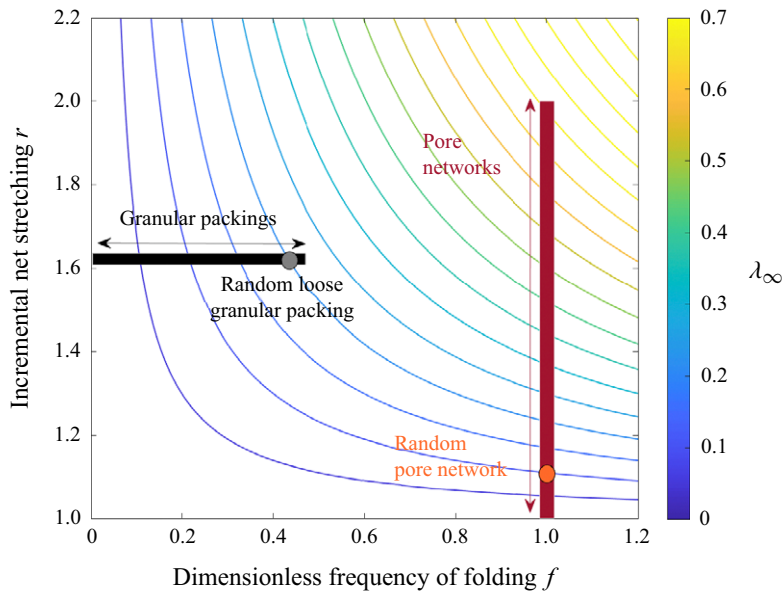 2.2
2.0
1.8
1.6
1.4
1.2
1.0
Incremental net stretching r
0
0.2
0.4
0.6
0.8
1.0
1.2
Dimensionless frequency of folding f
Pore
networks
Granular packings
Random loose
granular packing
Random
pore network
0.7
0.6
0.5
0.4
0.3
0.2
0.1
0
λ∞